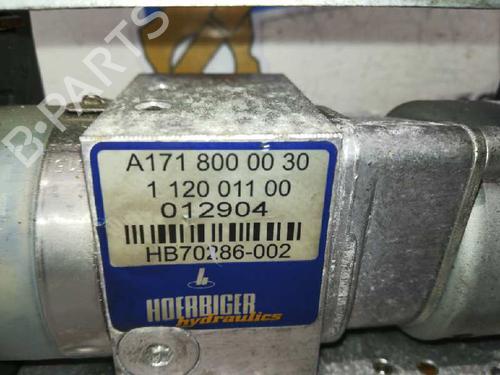 B-PARTS
A171 800 00 30
1 120 011 00
012904
HB70286-002
HOERBIGER
hydraulics